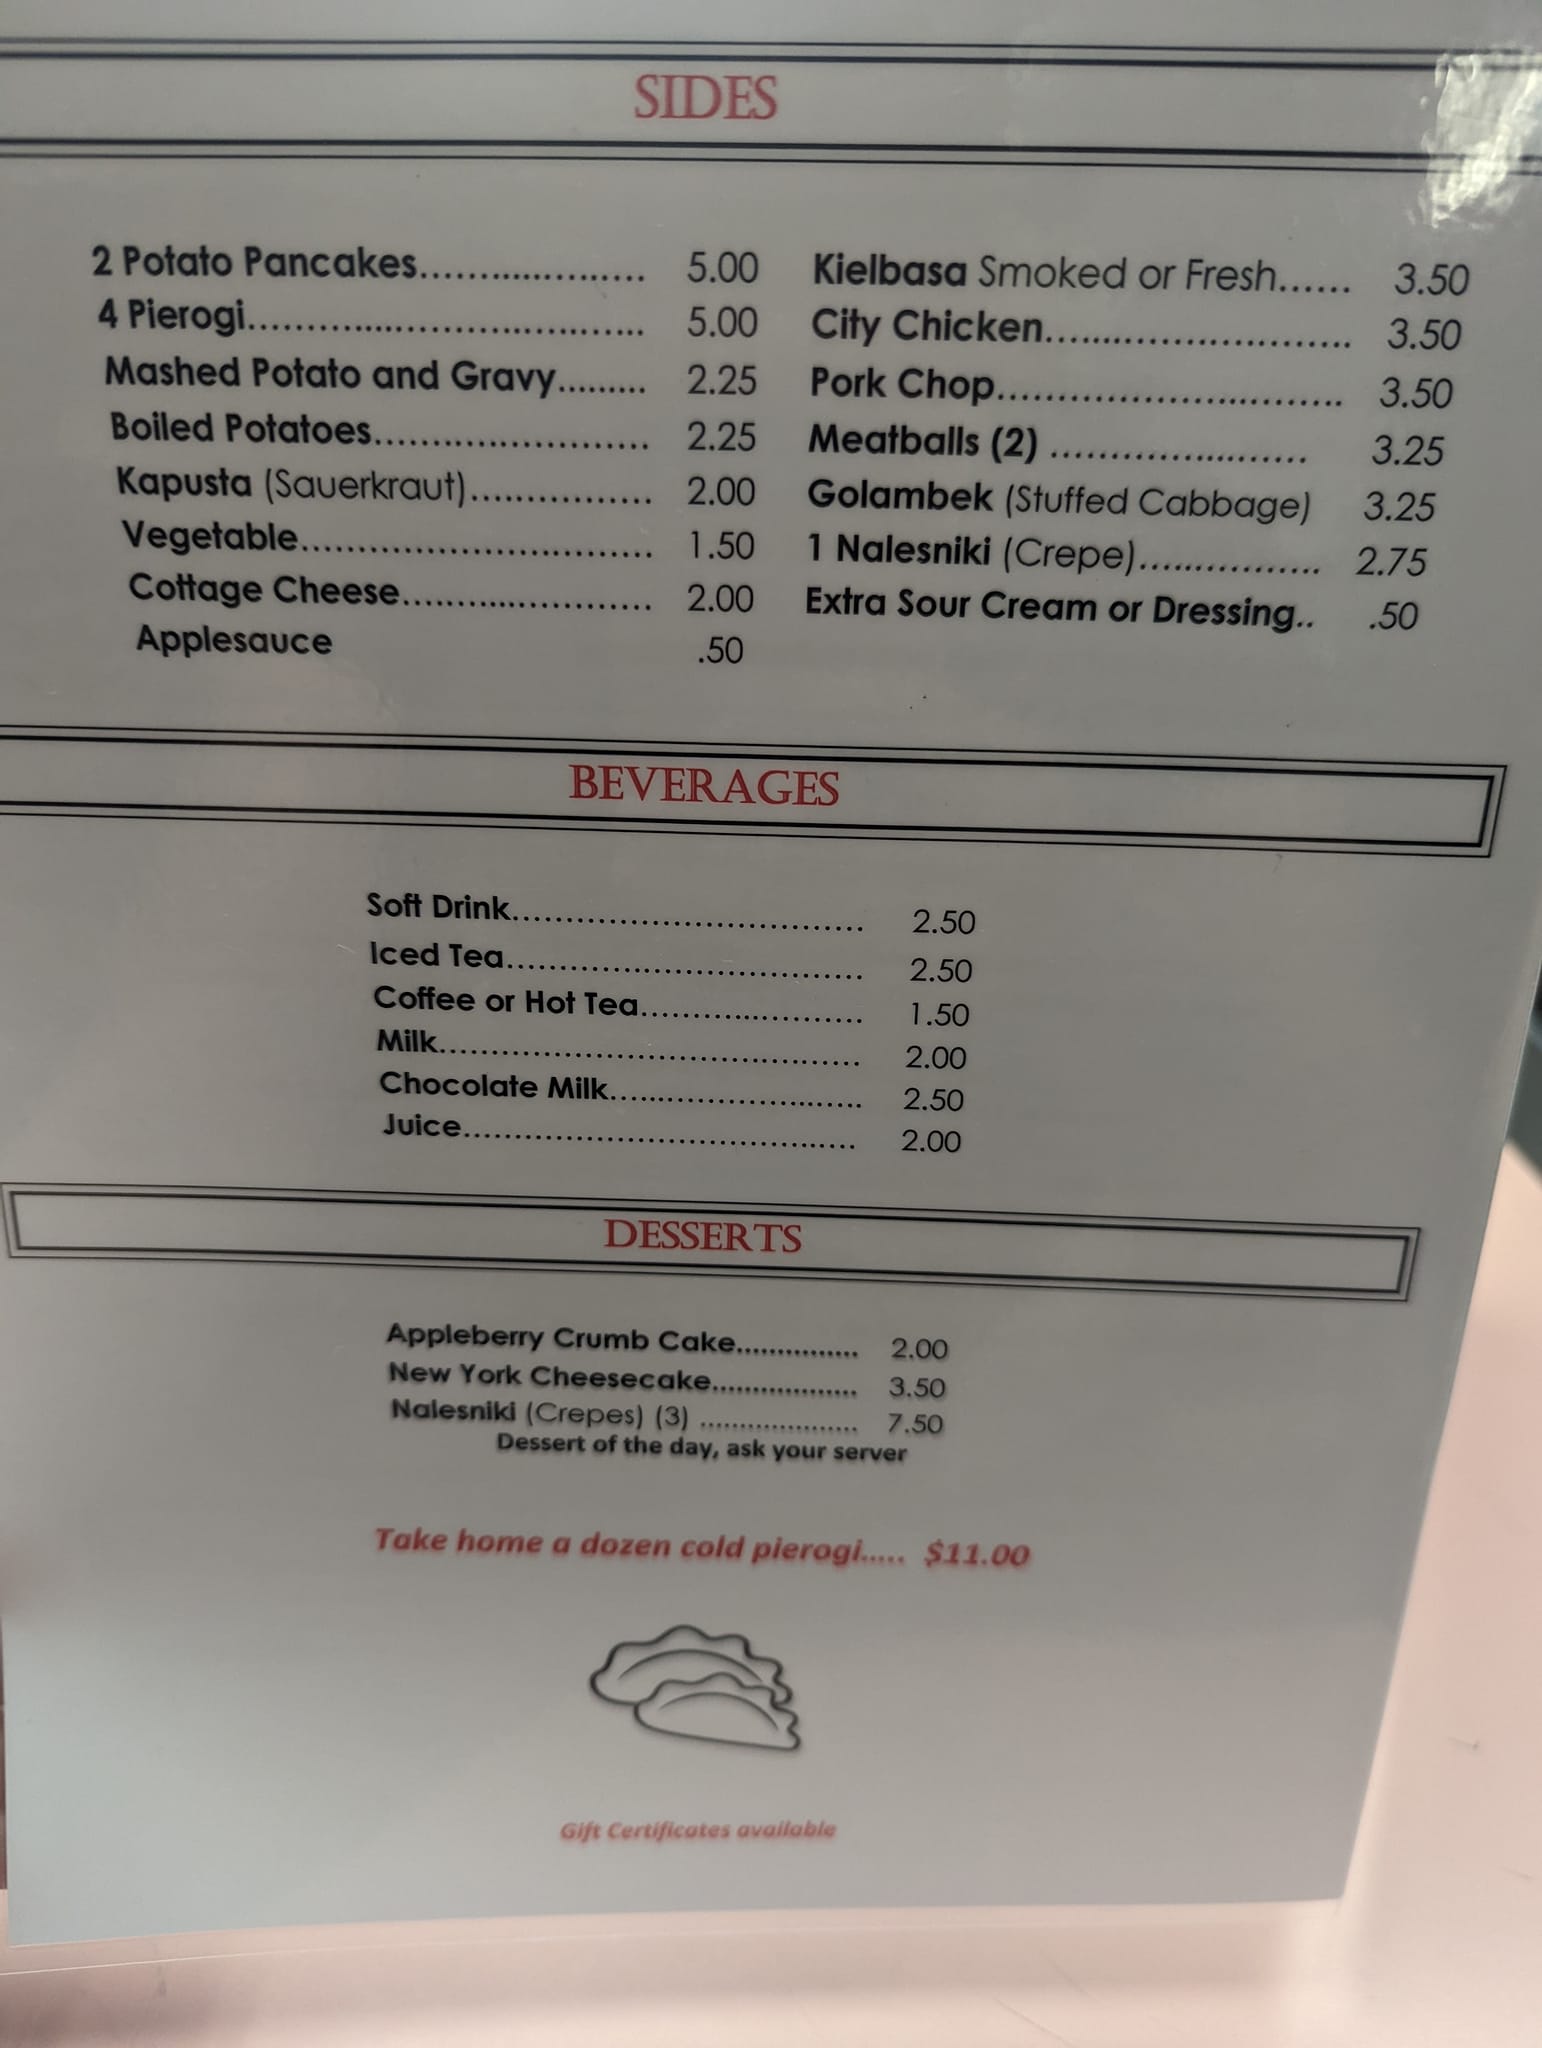 SIDES
2 Potato Pancakes..................... 5.00
4 Pierogi....................................... 5.00
Mashed Potato and Gravy......... 2.25
Boiled Potatoes.......................... 2.25
Kapusta (Sauerkraut)................. 2.00
Vegetable.................................. 1.50
Cottage Cheese........................ 2.00
Applesauce .50
Kielbasa Smoked or Fresh...... 3.50
City Chicken............................. 3.50
Pork Chop................................. 3.50
Meatballs (2) ......................... 3.25
Golambek (Stuffed Cabbage) 3.25
1 Nalesniki (Crepe)................. 2.75
Extra Sour Cream or Dressing.. .50
BEVERAGES
Soft Drink.................................. 2.50
Iced Tea................................... 2.50
Coffee or Hot Tea...................... 1.50
Milk......................................... 2.00
Chocolate Milk......................... 2.50
Juice....................................... 2.00
DESSERTS
Appleberry Crumb Cake............... 2.00
New York Cheesecake................... 3.50
Nalesniki (Crepes) (3) .................... 7.50
Dessert of the day, ask your server
Take home a dozen cold pierogi..... $11.00
Gift Certificates available